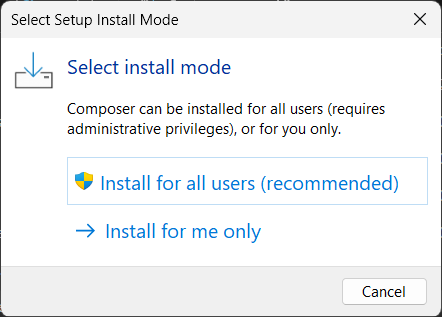 Select Setup Install Mode
Select install mode
Composer can be installed for all users (requires
administrative privileges), or for you only.
Install for all users (recommended)
Install for me only
Cancel